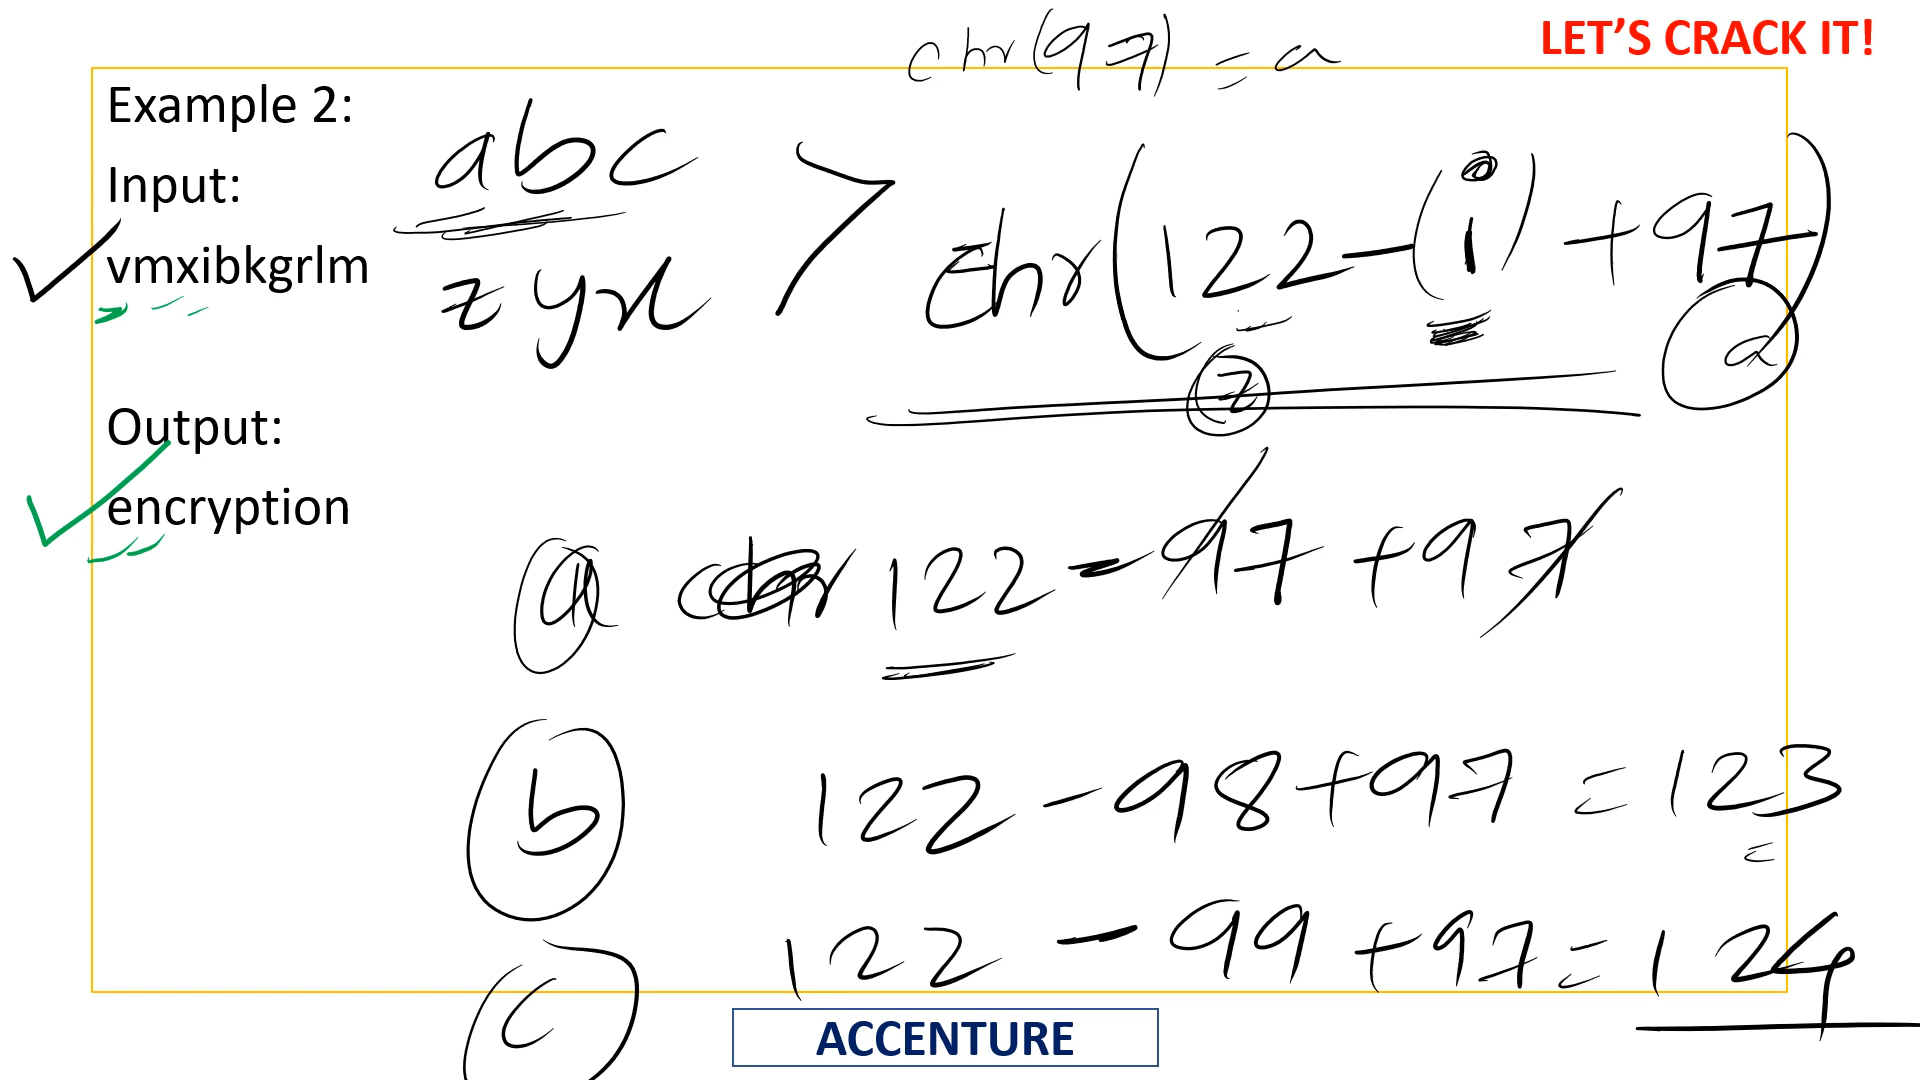 LET’S CRACK IT!
chr(97) = a
Example 2:
Input:
vmxibkgrlm
Output:
encryption
abc
zyx
chr(122-(i)+97)
z
a
a 122-97+97
b 122-98+97 = 123
c 122-99+97 = 124
ACCENTURE